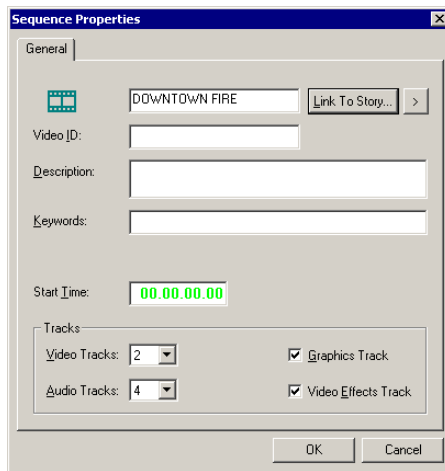 Sequence Properties
General
DOWNTOWN FIRE
Link To Story...
>
Video ID:
Description:
Keywords:
Start Time:
00.00.00.00
Tracks
Video Tracks: 2
Graphics Track
Audio Tracks: 4
Video Effects Track
OK
Cancel